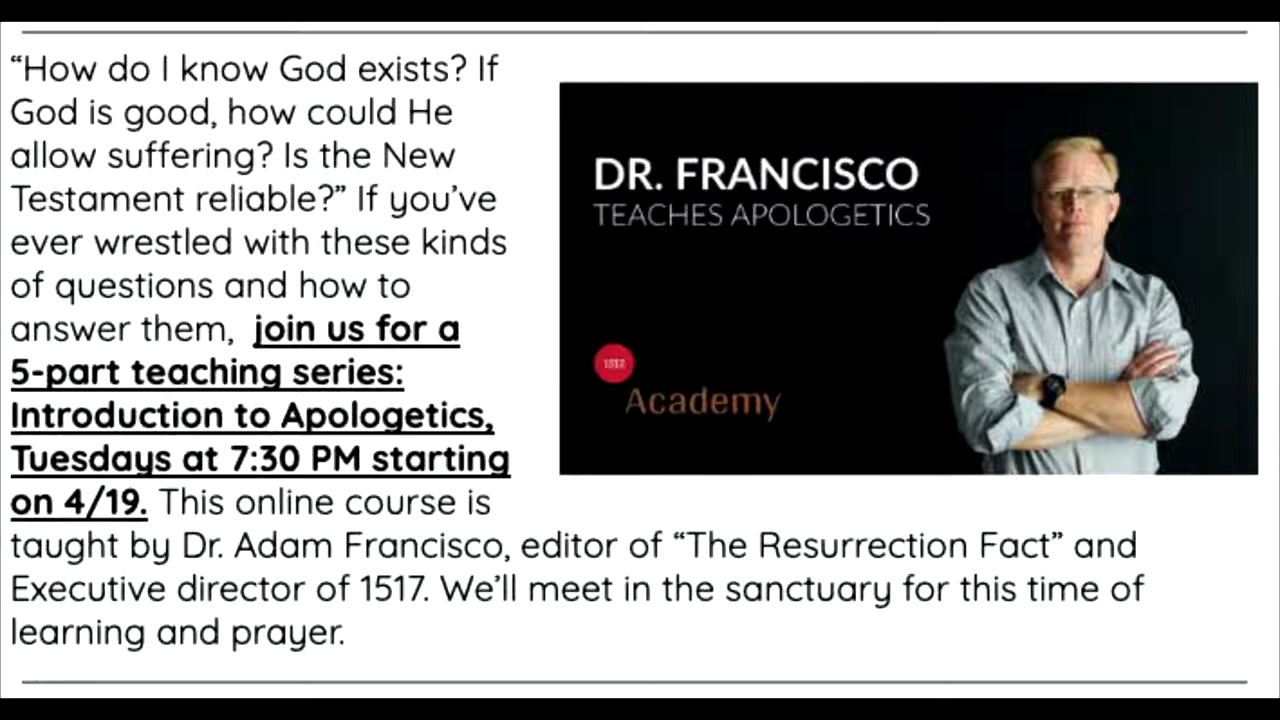 “How do I know God exists? If
God is good, how could He
allow suffering? Is the New
Testament reliable?” If you’ve
ever wrestled with these kinds
of questions and how to
answer them, join us for a
5-part teaching series:
Introduction to Apologetics,
Tuesdays at 7:30 PM starting
on 4/19. This online course is
taught by Dr. Adam Francisco, editor of “The Resurrection Fact” and
Executive director of 1517. We’ll meet in the sanctuary for this time of
learning and prayer.
DR. FRANCISCO
TEACHES APOLOGETICS
1517
Academy